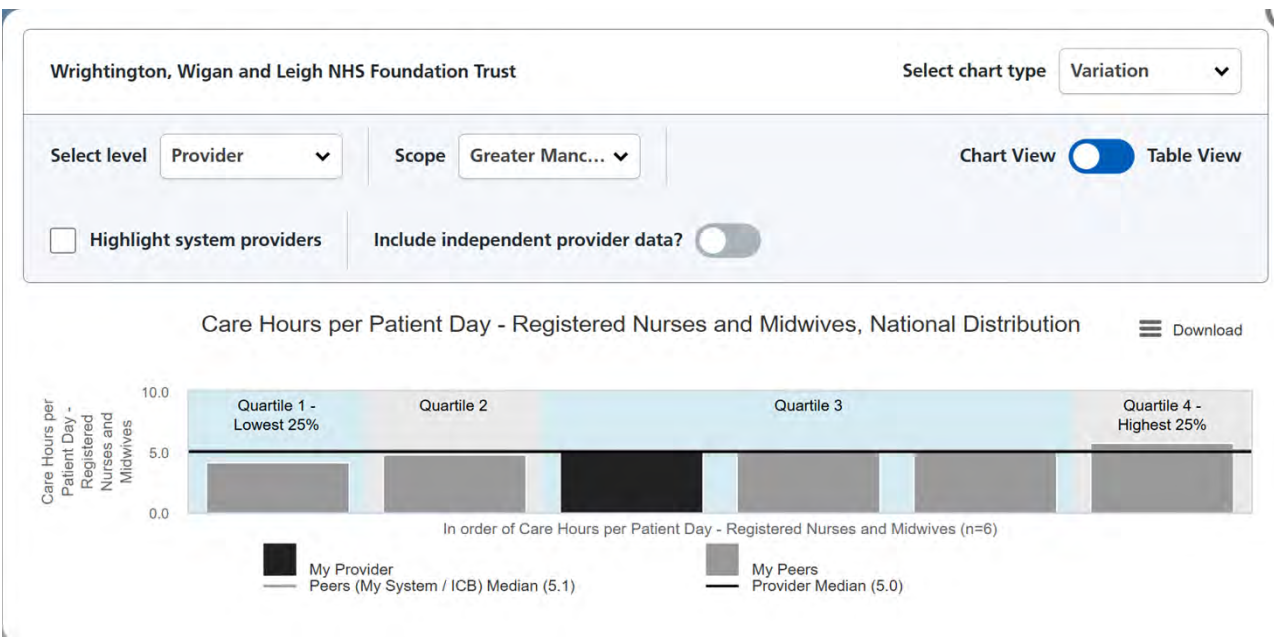 Wrightington, Wigan and Leigh NHS Foundation Trust
Select chart type
Variation
Select level
Provider
Scope
Greater Manc...
Chart View
Table View
Highlight system providers
Include independent provider data?
Care Hours per Patient Day - Registered Nurses and Midwives, National Distribution
Download
Care Hours per
Patient Day -
Registered
Nurses and
Midwives
10.0
5.0
0.0
Quartile 1 -
Lowest 25%
Quartile 2
Quartile 3
Quartile 4 -
Highest 25%
In order of Care Hours per Patient Day - Registered Nurses and Midwives (n=6)
My Provider
Peers (My System / ICB) Median (5.1)
My Peers
Provider Median (5.0)